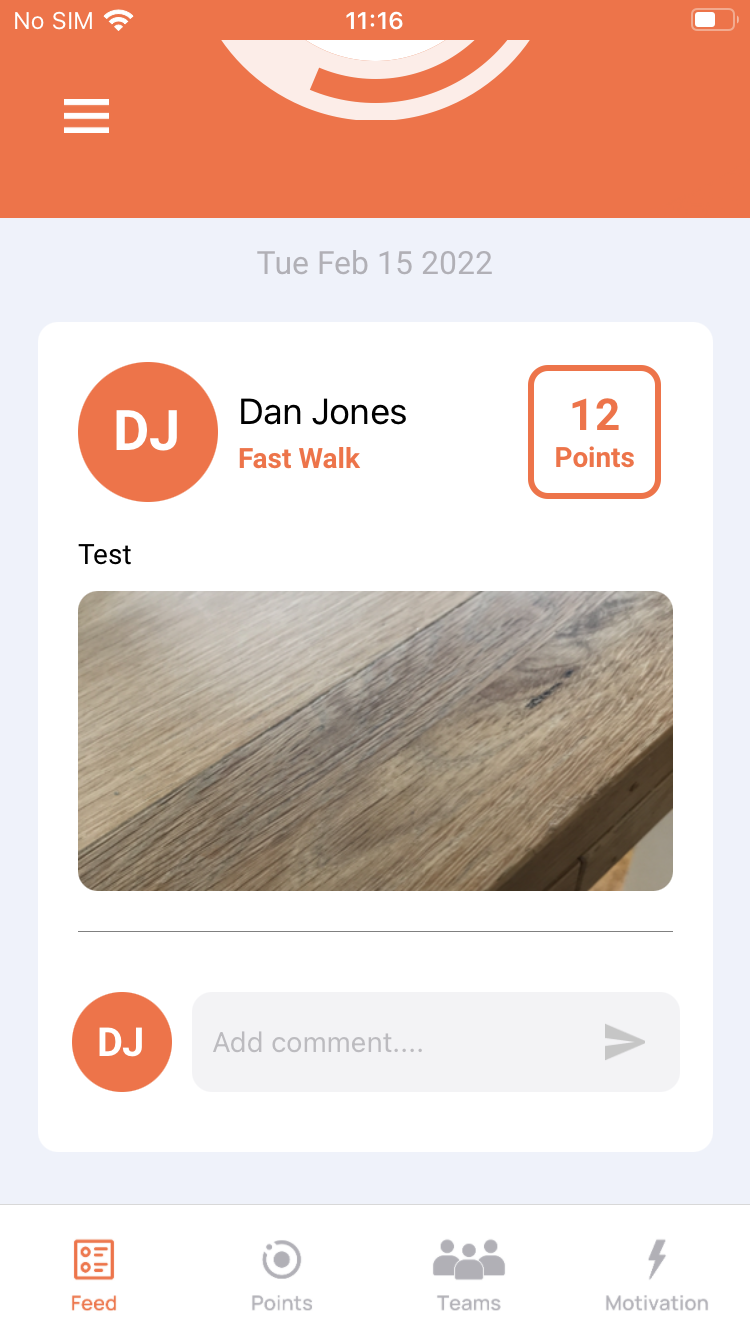 No SIM
11:16
Tue Feb 15 2022
DJ
Dan Jones
Fast Walk
12
Points
Test
DJ
Add comment....
Feed
Points
Teams
Motivation